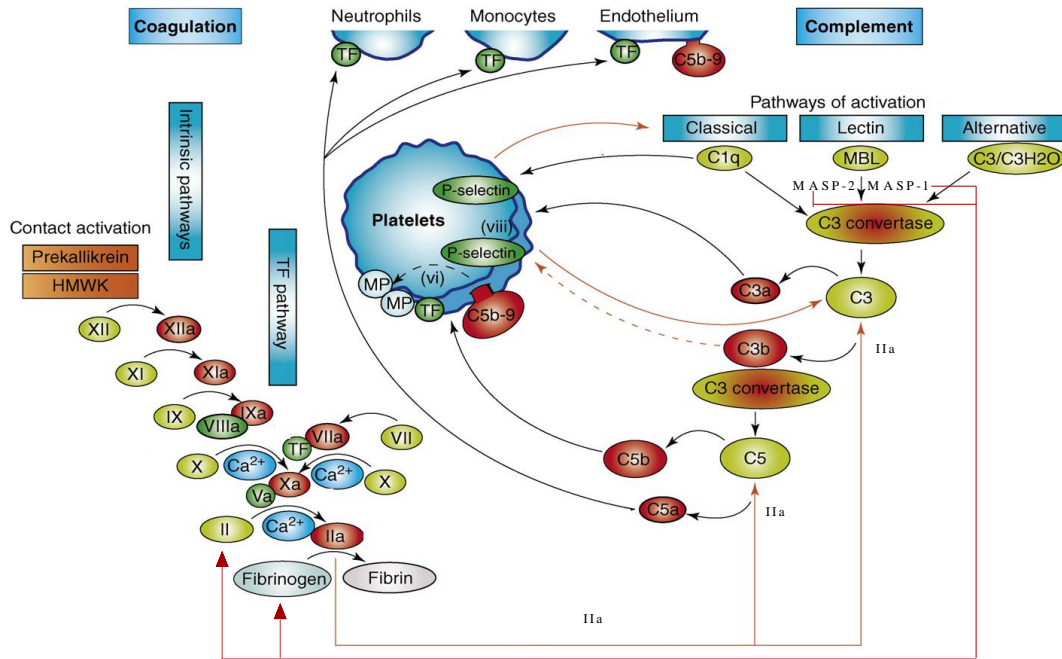 Coagulation
Neutrophils
Monocytes
Endothelium
Complement
TF
TF
TF
C5b-9
Pathways of activation
Classical
Lectin
Alternative
C1q
MBL
C3/C3H2O
MASP-2
MASP-1
C3 convertase
Intrinsic pathways
P-selectin
Platelets
(viii)
P-selectin
(vi)
MP
MP
TF
C5b-9
Contact activation
Prekallikrein
HMWK
TF pathway
C3a
C3
XII
XIIa
C3b
IIa
XI
XIa
C3 convertase
IX
IXa
VIIIa
VIIa
VII
TF
C5b
C5
X
Ca2+
Xa
Ca2+
X
Va
C5a
IIa
II
Ca2+
IIa
Fibrinogen
Fibrin
IIa